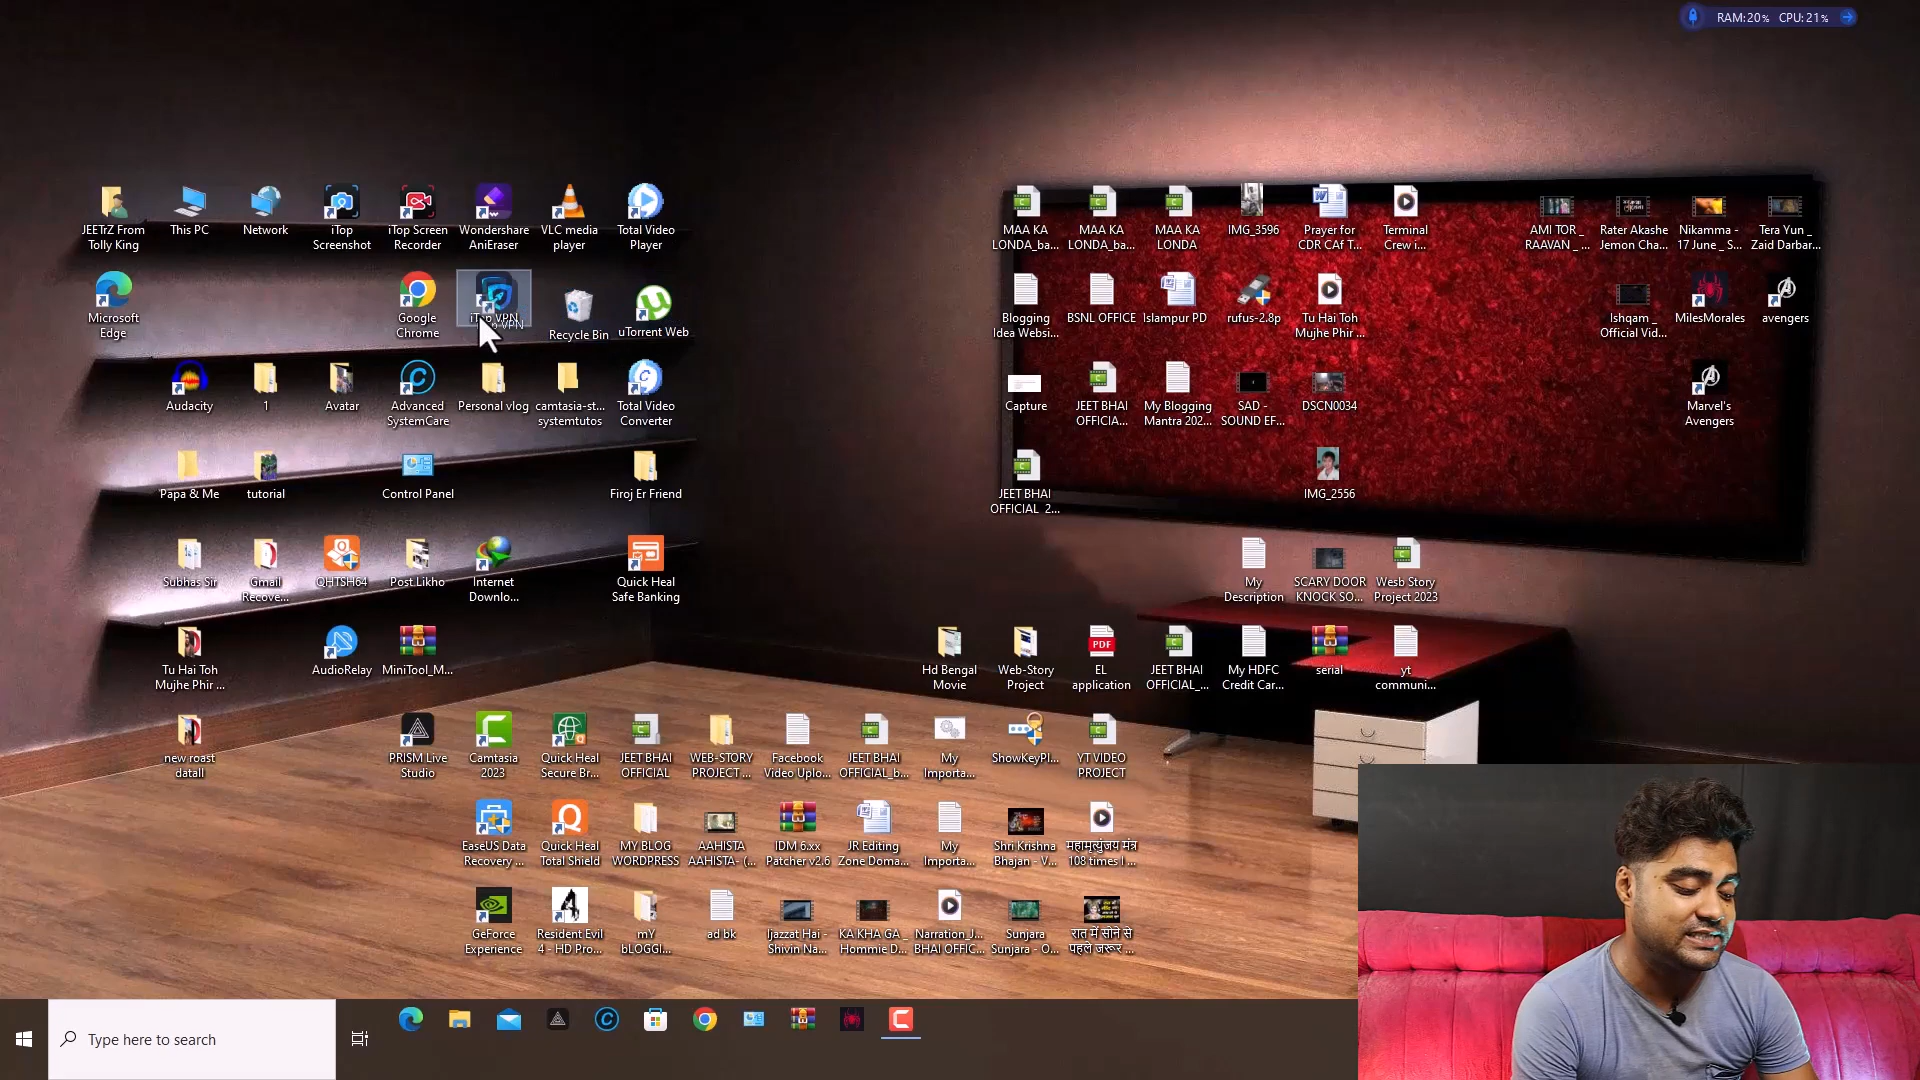 RAM:20% CPU:21%
JEETrZ From
Tolly King
This PC
Network
iTop
Screenshot
iTop Screen
Recorder
Wondershare
AniEraser
VLC media
player
Total Video
Player
MAA KA
LONDA_ba...
MAA KA
LONDA_ba...
MAA KA
LONDA
IMG_3596
Prayer for
CDR CAf T...
Terminal
Crew i...
AMI TOR _
RAAVAN _ ...
Rater Akashe
Jemon Cha...
Nikamma -
17 June _ S...
Tera Yun _
Zaid Darbar...
Microsoft
Edge
Google
Chrome
iTop VPN
Recycle Bin
uTorrent Web
Blogging
Idea Websi...
BSNL OFFICE
Islampur PD
rufus-2.8p
Tu Hai Toh
Mujhe Phir ...
Ishqam _
Official Vid...
MilesMorales
avengers
Audacity
1
Avatar
Advanced
SystemCare
Personal vlog
camtasia-st...
systemtutos
Total Video
Converter
Capture
JEET BHAI
OFFICIA...
My Blogging
Mantra 202...
SAD -
SOUND EF...
DSCN0034
Marvel's
Avengers
Papa & Me
tutorial
Control Panel
Firoj Er Friend
JEET BHAI
OFFICIAL_2...
IMG_2556
Subhas Sir
Gmail
Recove...
QHTSH64
Post Likho
Internet
Downlo...
Quick Heal
Safe Banking
My
Description
SCARY DOOR
KNOCK SO...
Wesb Story
Project 2023
Tu Hai Toh
Mujhe Phir ...
AudioRelay
MiniTool_M...
Hd Bengal
Movie
Web-Story
Project
PDF
EL
application
JEET BHAI
OFFICIAL_...
My HDFC
Credit Car...
serial
yt
communi...
new roast
datall
PRISM Live
Studio
Camtasia
2023
Quick Heal
Secure Br...
JEET BHAI
OFFICIAL
WEB-STORY
PROJECT ...
Facebook
Video Uplo...
JEET BHAI
OFFICIAL_b...
My
Importa...
ShowKeyPl...
YT VIDEO
PROJECT
EaseUS Data
Recovery ...
Quick Heal
Total Shield
MY BLOG
WORDPRESS
AAHISTA
AAHISTA- (...
IDM 6.xx
Patcher v2.6
JR Editing
Zone Doma...
My
Importa...
Shri Krishna
Bhajan - V...
महामृत्युंजय मंत्र
108 times I ...
GeForce
Experience
Resident Evil
4 - HD Pro...
mY
bLOGGI...
ad bk
Ijazzat Hai -
Shivin Na...
KA KHA GA _
Hommie D...
Narration J...
BHAI OFFIC...
Sunjara
Sunjara - O...
रात में सोने से
पहले जरूर ...
Type here to search